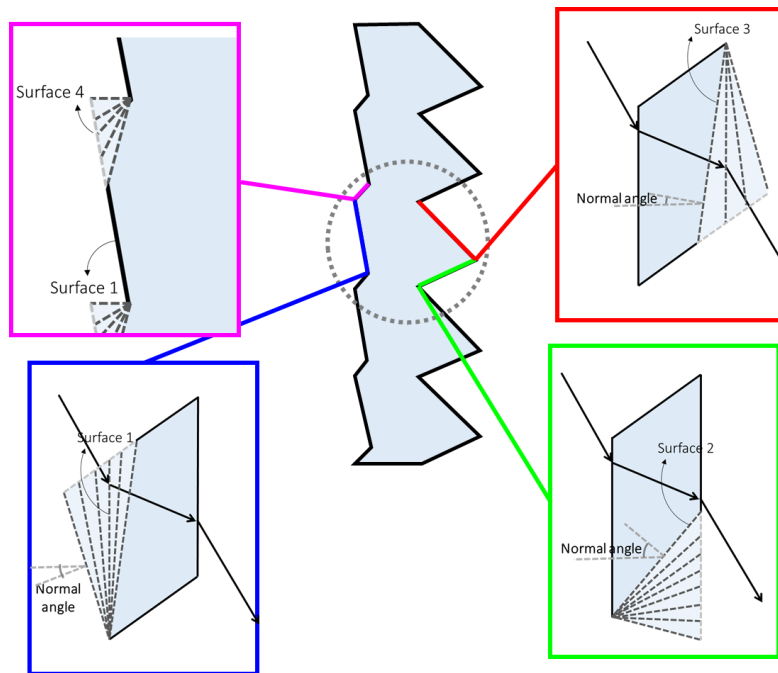 Surface 4
Surface 1
Surface 3
Normal angle
Surface 1
Normal
angle
Surface 2
Normal angle